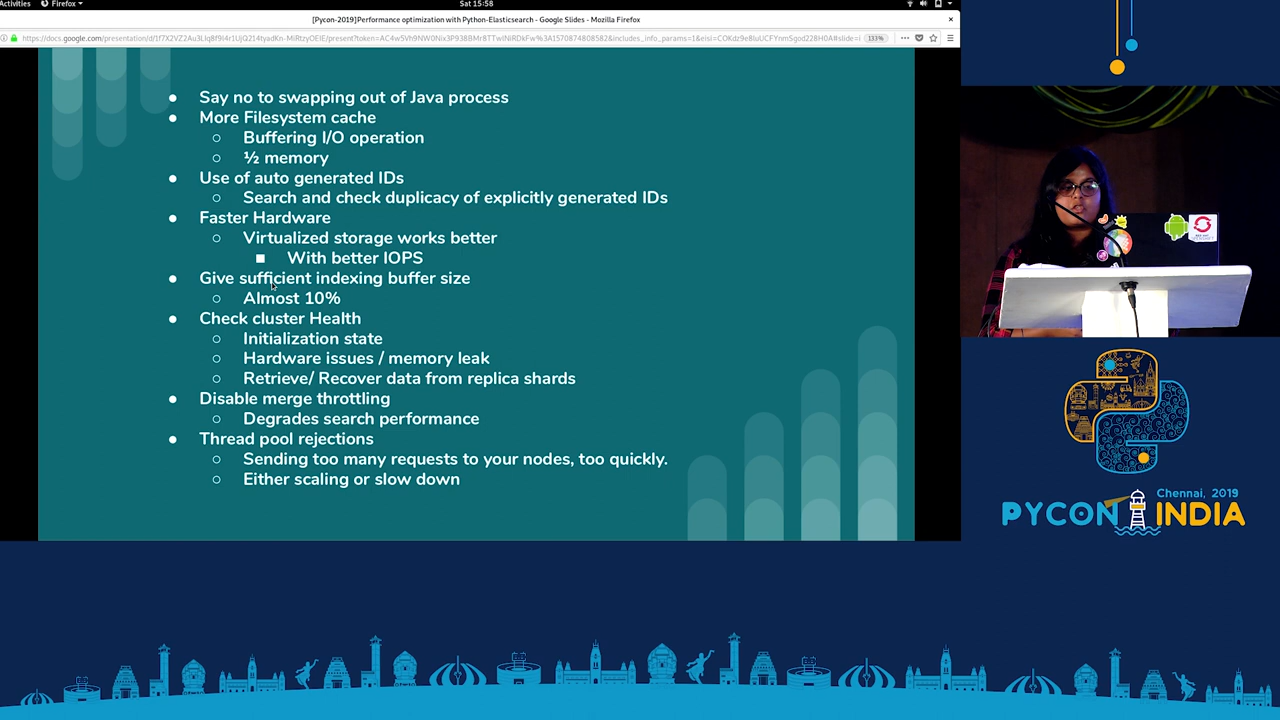 Activities Firefox Sat 15:58
[Pycon-2019]Performance optimization with Python-Elasticsearch - Google Slides - Mozilla Firefox
133%
● Say no to swapping out of Java process
● More Filesystem cache
○ Buffering I/O operation
○ ½ memory
● Use of auto generated IDs
○ Search and check duplicacy of explicitly generated IDs
● Faster Hardware
○ Virtualized storage works better
■ With better IOPS
● Give sufficient indexing buffer size
○ Almost 10%
● Check cluster Health
○ Initialization state
○ Hardware issues / memory leak
○ Retrieve/ Recover data from replica shards
● Disable merge throttling
○ Degrades search performance
● Thread pool rejections
○ Sending too many requests to your nodes, too quickly.
○ Either scaling or slow down
Chennai, 2019
PYCON INDIA